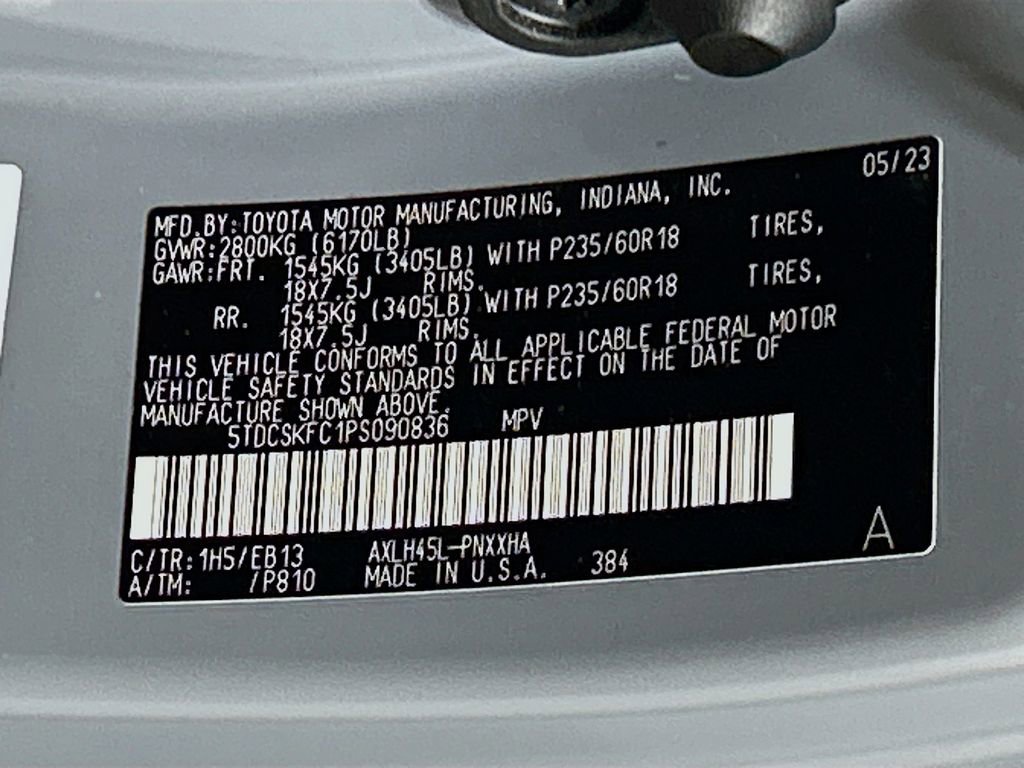 05/23
MFD.BY:TOYOTA MOTOR MANUFACTURING, INDIANA, INC.
GVWR:2800KG (6170LB)
GAWR:FRT. 1545KG (3405LB) WITH P235/60R18 TIRES,
18X7.5J RIMS.
RR. 1545KG (3405LB) WITH P235/60R18 TIRES,
18X7.5J RIMS.
THIS VEHICLE CONFORMS TO ALL APPLICABLE FEDERAL MOTOR
VEHICLE SAFETY STANDARDS IN EFFECT ON THE DATE OF
MANUFACTURE SHOWN ABOVE.
5TDCSKFC1PS090836 MPV
C/TR:1H5/EB13 AXLH45L-PNXXHA
A/TM: /P810 MADE IN U.S.A. 384
A